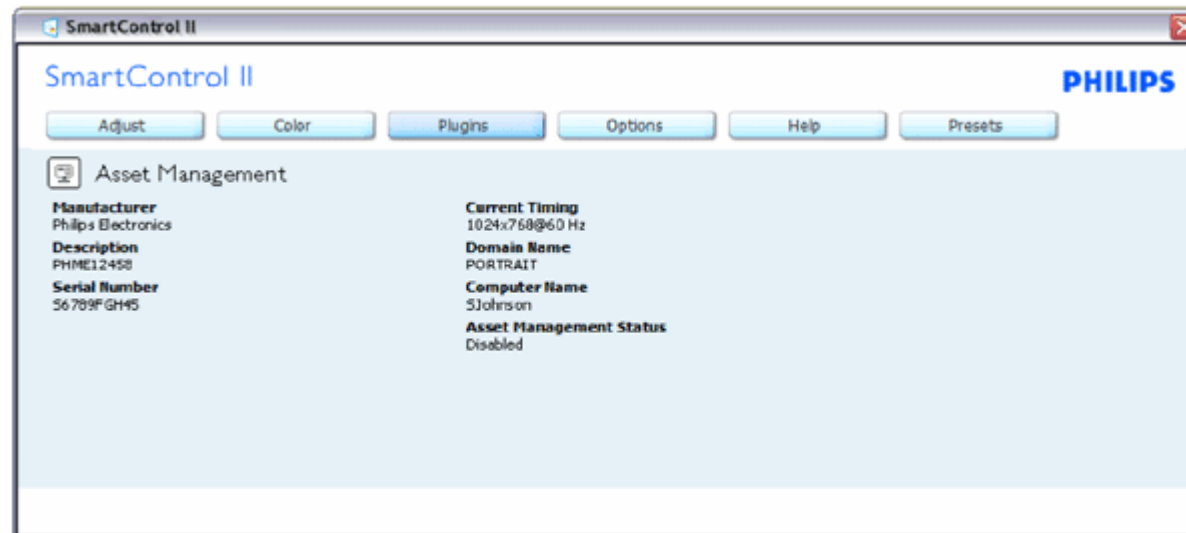 SmartControl II
SmartControl II
PHILIPS
Adjust
Color
Plugins
Options
Help
Presets
Asset Management
Manufacturer
Philips Electronics
Description
PHME12458
Serial Number
56789FGH45
Current Timing
1024x768@60 Hz
Domain Name
PORTRAIT
Computer Name
SJohnson
Asset Management Status
Disabled